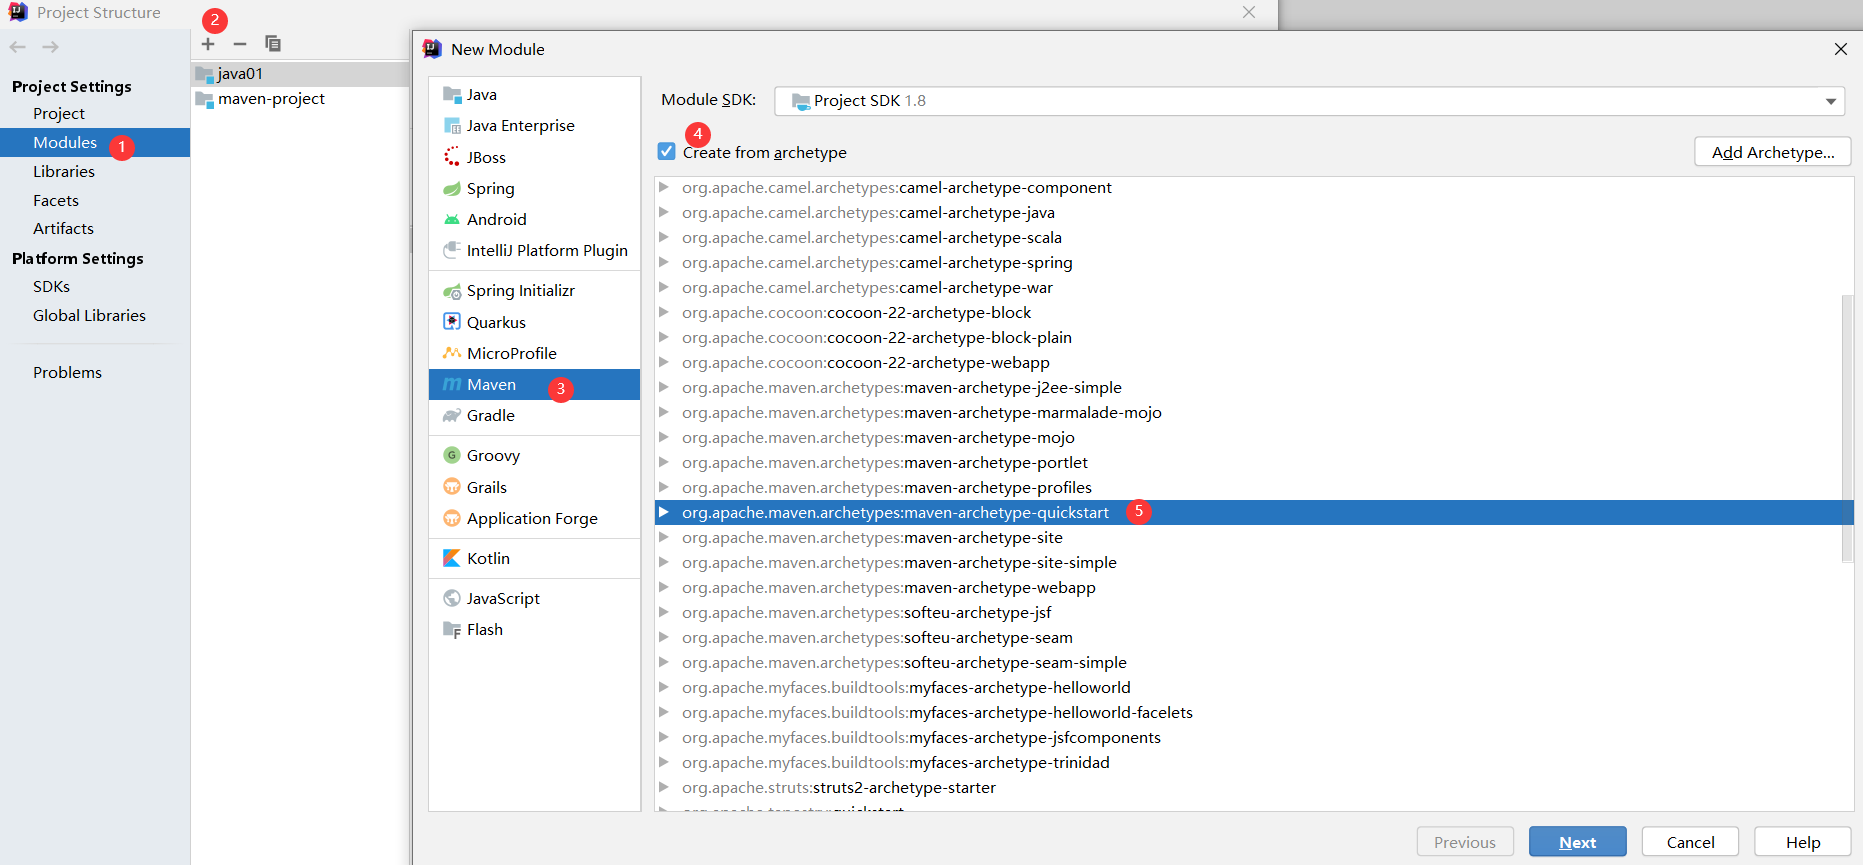 Project Structure
2
java01
maven-project
Project Settings
Project
Modules 1
Libraries
Facets
Artifacts
Platform Settings
SDKs
Global Libraries
Problems
New Module
Java
Java Enterprise
JBoss
Spring
Android
IntelliJ Platform Plugin
Spring Initializr
Quarkus
MicroProfile
Maven 3
Gradle
Groovy
Grails
Application Forge
Kotlin
JavaScript
Flash
Module SDK: Project SDK 1.8
4
Create from archetype
Add Archetype...
org.apache.camel.archetypes:camel-archetype-component
org.apache.camel.archetypes:camel-archetype-java
org.apache.camel.archetypes:camel-archetype-scala
org.apache.camel.archetypes:camel-archetype-spring
org.apache.camel.archetypes:camel-archetype-war
org.apache.cocoon:cocoon-22-archetype-block
org.apache.cocoon:cocoon-22-archetype-block-plain
org.apache.cocoon:cocoon-22-archetype-webapp
org.apache.maven.archetypes:maven-archetype-j2ee-simple
org.apache.maven.archetypes:maven-archetype-marmalade-mojo
org.apache.maven.archetypes:maven-archetype-mojo
org.apache.maven.archetypes:maven-archetype-portlet
org.apache.maven.archetypes:maven-archetype-profiles
org.apache.maven.archetypes:maven-archetype-quickstart 5
org.apache.maven.archetypes:maven-archetype-site
org.apache.maven.archetypes:maven-archetype-site-simple
org.apache.maven.archetypes:maven-archetype-webapp
org.apache.maven.archetypes:softeu-archetype-jsf
org.apache.maven.archetypes:softeu-archetype-seam
org.apache.maven.archetypes:softeu-archetype-seam-simple
org.apache.myfaces.buildtools:myfaces-archetype-helloworld
org.apache.myfaces.buildtools:myfaces-archetype-helloworld-facelets
org.apache.myfaces.buildtools:myfaces-archetype-jsfcomponents
org.apache.myfaces.buildtools:myfaces-archetype-trinidad
org.apache.struts:struts2-archetype-starter
org.apache.tapestry:quickstart
Previous
Next
Cancel
Help